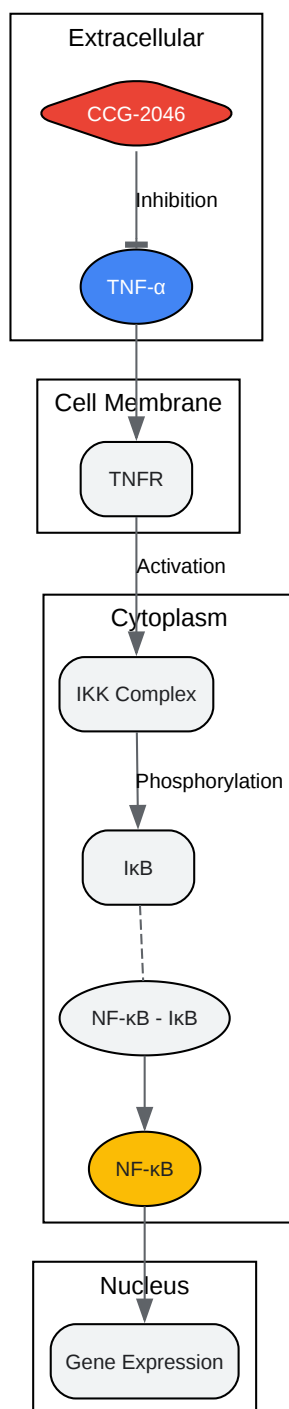 Extracellular
CCG-2046
Inhibition
TNF-α
Cell Membrane
TNFR
Activation
Cytoplasm
IKK Complex
Phosphorylation
IκB
NF-κB - IκB
NF-κB
Nucleus
Gene Expression